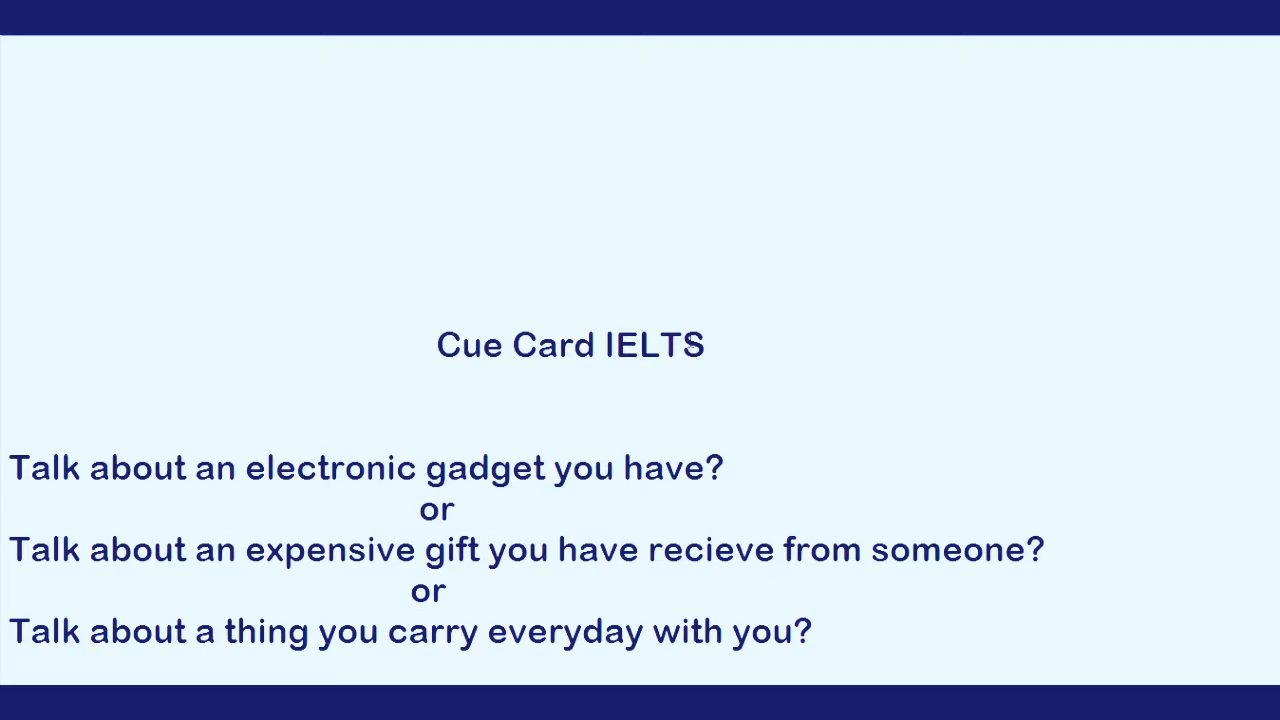 Cue Card IELTS
Talk about an electronic gadget you have?
or
Talk about an expensive gift you have recieve from someone?
or
Talk about a thing you carry everyday with you?